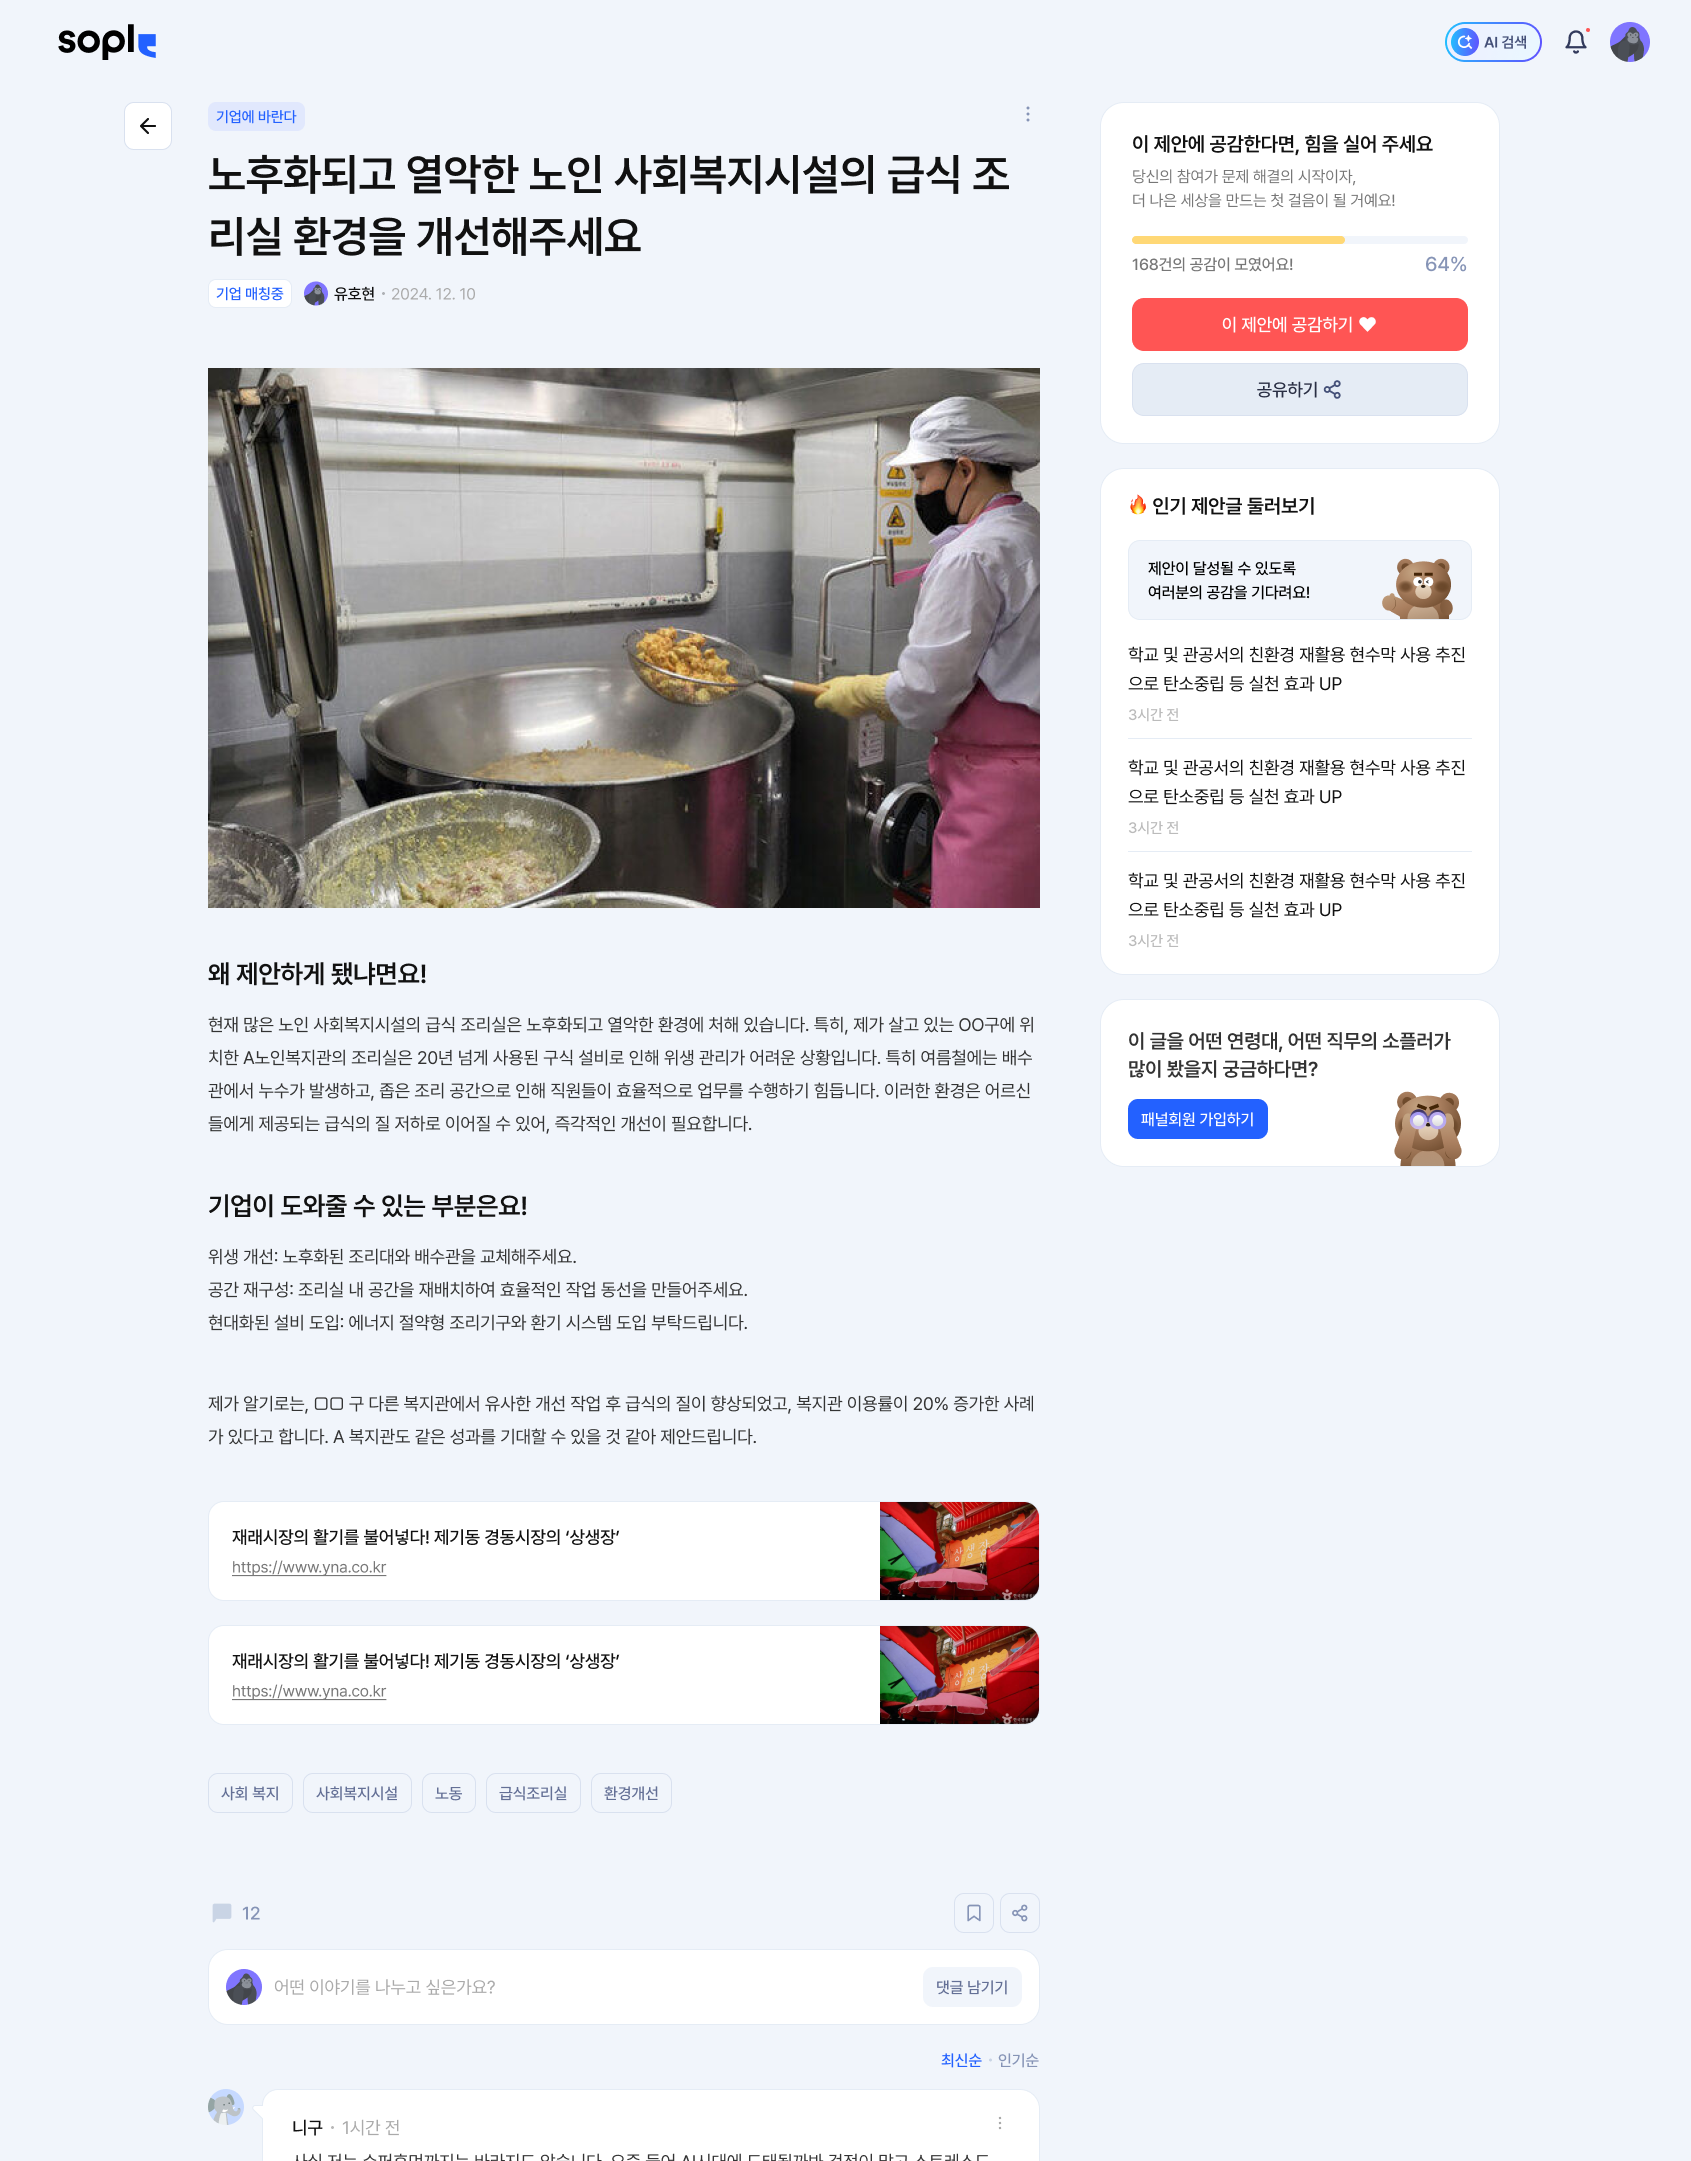 sople
AI 검색
기업에 바란다
노후화되고 열악한 노인 사회복지시설의 급식 조
리실 환경을 개선해주세요
기업 매칭중
유호현 · 2024. 12. 10
왜 제안하게 됐냐면요!
현재 많은 노인 사회복지시설의 급식 조리실은 노후화되고 열악한 환경에 처해 있습니다. 특히, 제가 살고 있는 OO구에 위
치한 A노인복지관의 조리실은 20년 넘게 사용된 구식 설비로 인해 위생 관리가 어려운 상황입니다. 특히 여름철에는 배수
관에서 누수가 발생하고, 좁은 조리 공간으로 인해 직원들이 효율적으로 업무를 수행하기 힘듭니다. 이러한 환경은 어르신
들에게 제공되는 급식의 질 저하로 이어질 수 있어, 즉각적인 개선이 필요합니다.
기업이 도와줄 수 있는 부분은요!
위생 개선: 노후화된 조리대와 배수관을 교체해주세요.
공간 재구성: 조리실 내 공간을 재배치하여 효율적인 작업 동선을 만들어주세요.
현대화된 설비 도입: 에너지 절약형 조리기구와 환기 시스템 도입 부탁드립니다.
제가 알기로는, ㅁㅁ 구 다른 복지관에서 유사한 개선 작업 후 급식의 질이 향상되었고, 복지관 이용률이 20% 증가한 사례
가 있다고 합니다. A 복지관도 같은 성과를 기대할 수 있을 것 같아 제안드립니다.
재래시장의 활기를 불어넣다! 제기동 경동시장의 ‘상생장’
https://www.yna.co.kr
상생장
재래시장의 활기를 불어넣다! 제기동 경동시장의 ‘상생장’
https://www.yna.co.kr
상생장
사회 복지
사회복지시설
노동
급식조리실
환경개선
12
어떤 이야기를 나누고 싶은가요?
댓글 남기기
최신순 · 인기순
니구 · 1시간 전
이 제안에 공감한다면, 힘을 실어 주세요
당신의 참여가 문제 해결의 시작이자,
더 나은 세상을 만드는 첫 걸음이 될 거예요!
168건의 공감이 모였어요!
64%
이 제안에 공감하기
공유하기
인기 제안글 둘러보기
제안이 달성될 수 있도록
여러분의 공감을 기다려요!
학교 및 관공서의 친환경 재활용 현수막 사용 추진
으로 탄소중립 등 실천 효과 UP
3시간 전
학교 및 관공서의 친환경 재활용 현수막 사용 추진
으로 탄소중립 등 실천 효과 UP
3시간 전
학교 및 관공서의 친환경 재활용 현수막 사용 추진
으로 탄소중립 등 실천 효과 UP
3시간 전
이 글을 어떤 연령대, 어떤 직무의 소플러가
많이 봤을지 궁금하다면?
패널회원 가입하기